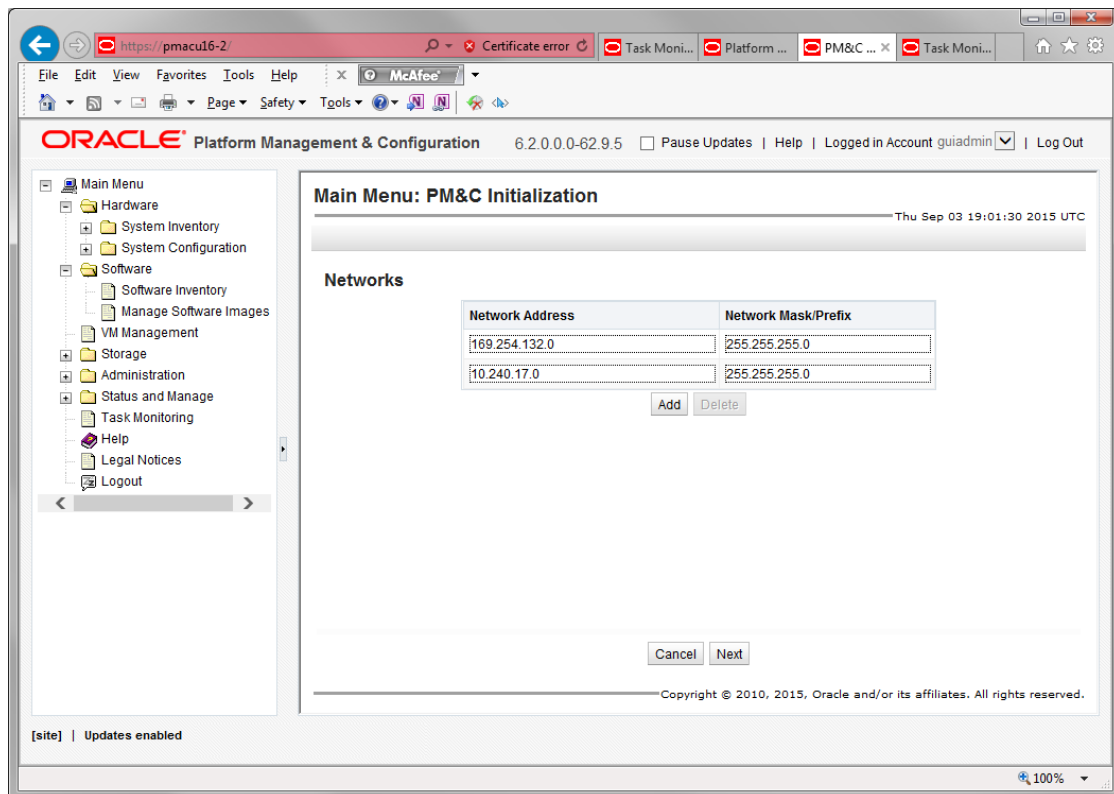 https://pmacu16-2/
Certificate error
Task Moni...
Platform ...
PM&C ...
Task Moni...
File Edit View Favorites Tools Help
McAfee
Page Safety Tools
ORACLE Platform Management & Configuration 6.2.0.0.0-62.9.5 Pause Updates | Help | Logged in Account guiadmin | Log Out
Main Menu
Hardware
System Inventory
System Configuration
Software
Software Inventory
Manage Software Images
VM Management
Storage
Administration
Status and Manage
Task Monitoring
Help
Legal Notices
Logout
Main Menu: PM&C Initialization
Thu Sep 03 19:01:30 2015 UTC
Networks
Network Address Network Mask/Prefix
169.254.132.0 255.255.255.0
10.240.17.0 255.255.255.0
Add Delete
Cancel Next
Copyright © 2010, 2015, Oracle and/or its affiliates. All rights reserved.
[site] | Updates enabled
100%